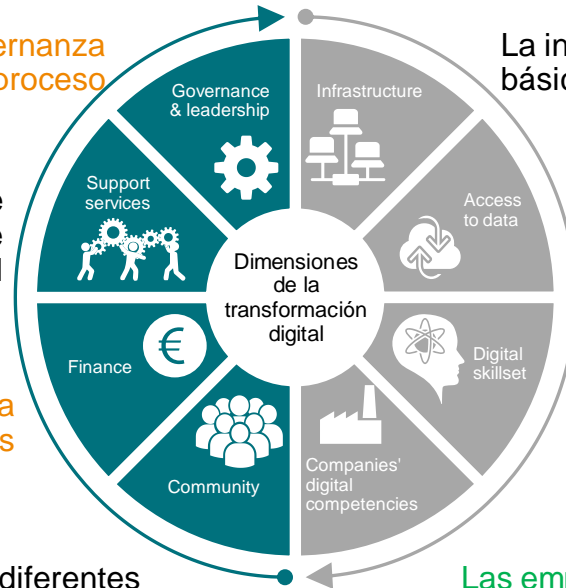 ernanza
proceso
La in
básic
Governance
& leadership
Infrastructure
Support
services
e
e
l
Access
to data
Dimensiones
de la
transformación
digital
Finance
€
Digital
skillset
a
s
Community
Companies'
digital
competencies
diferentes
Las em